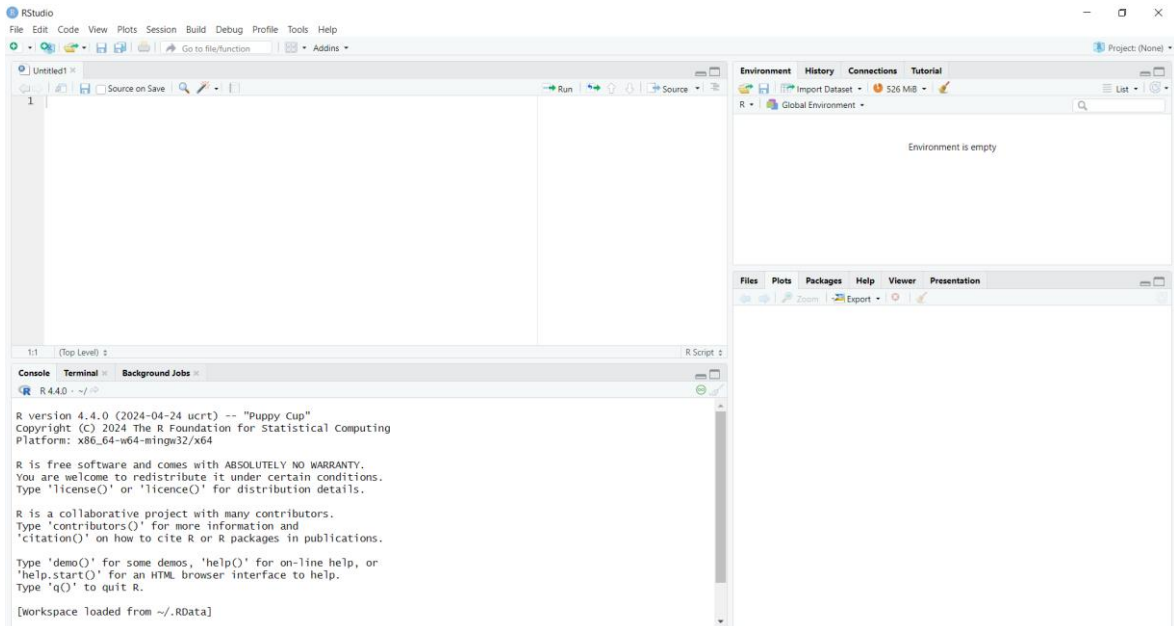 RStudio
File Edit Code View Plots Session Build Debug Profile Tools Help
Go to file/function Addins Project: (None)
Untitled1
Source on Save Run Source
1
1:1 (Top Level) R Script
Console Terminal Background Jobs
R 4.4.0 · ~/
R version 4.4.0 (2024-04-24 ucrt) -- "Puppy Cup"
Copyright (C) 2024 The R Foundation for Statistical Computing
Platform: x86_64-w64-mingw32/x64
R is free software and comes with ABSOLUTELY NO WARRANTY.
You are welcome to redistribute it under certain conditions.
Type 'license()' or 'licence()' for distribution details.
R is a collaborative project with many contributors.
Type 'contributors()' for more information and
'citation()' on how to cite R or R packages in publications.
Type 'demo()' for some demos, 'help()' for on-line help, or
'help.start()' for an HTML browser interface to help.
Type 'q()' to quit R.
[Workspace loaded from ~/.RData]
Environment History Connections Tutorial
Import Dataset 526 MiB List
R Global Environment
Environment is empty
Files Plots Packages Help Viewer Presentation
Zoom Export